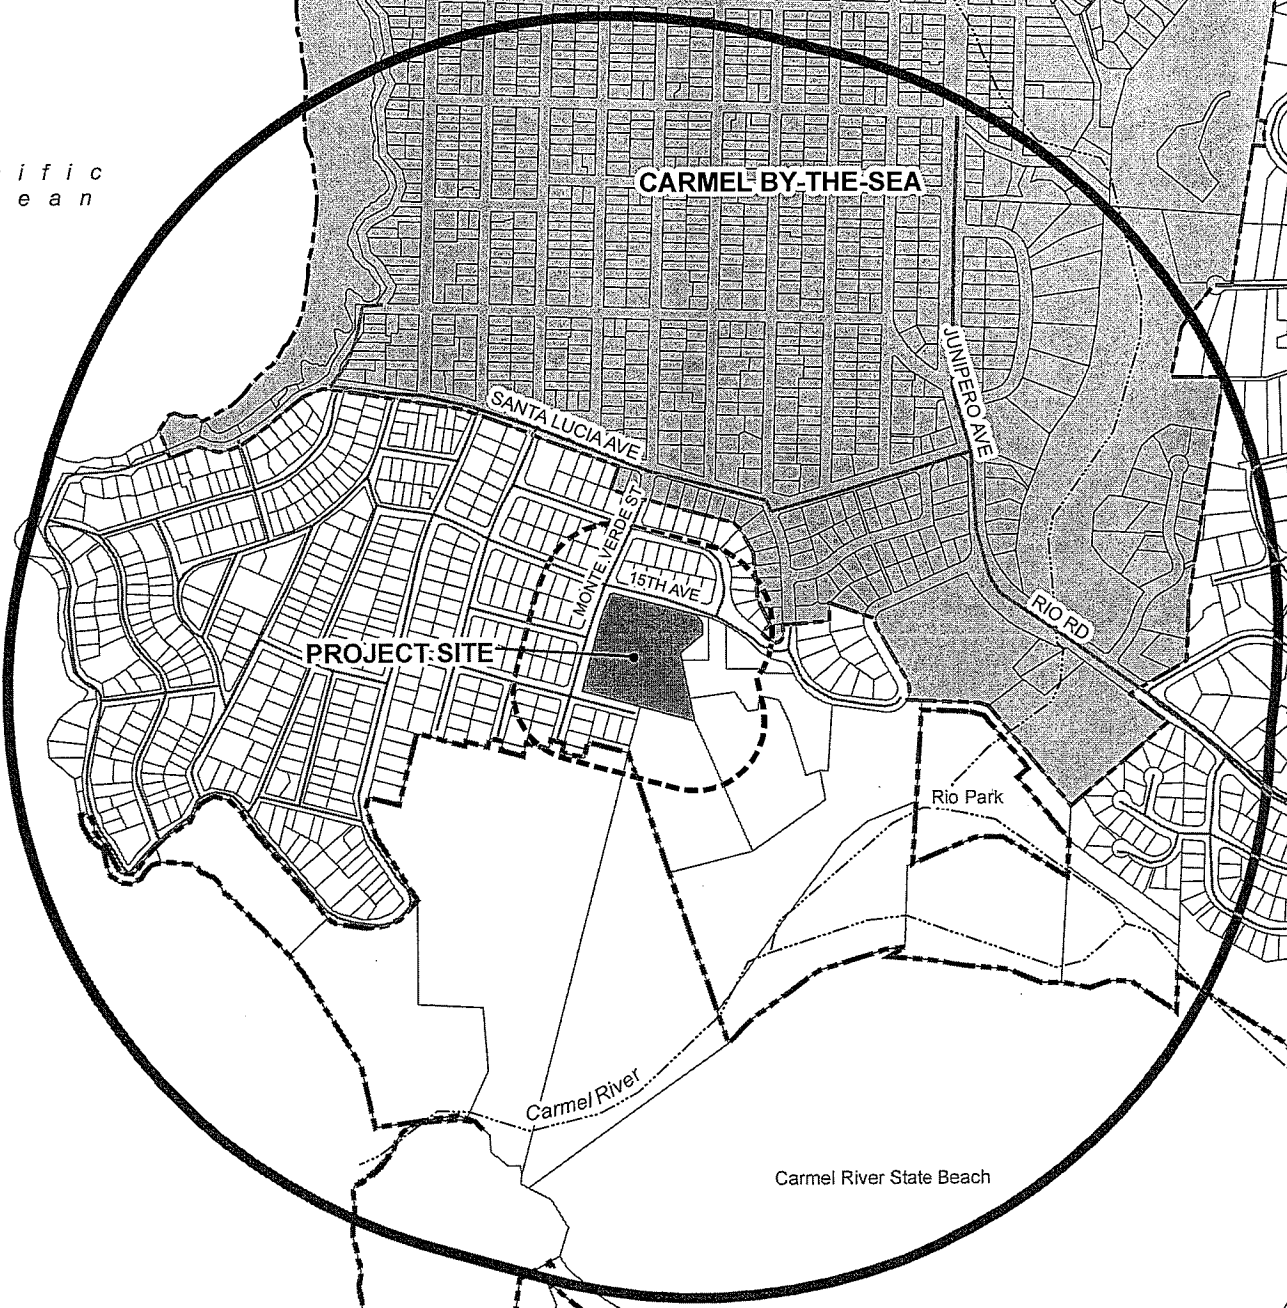 ific
ean
CARMEL-BY-THE-SEA
JUNIPERO AVE
SANTA LUCIA AVE
MONTE VERDE ST
15TH AVE
RIO RD
PROJECT SITE
Rio Park
Carmel River
Carmel River State Beach